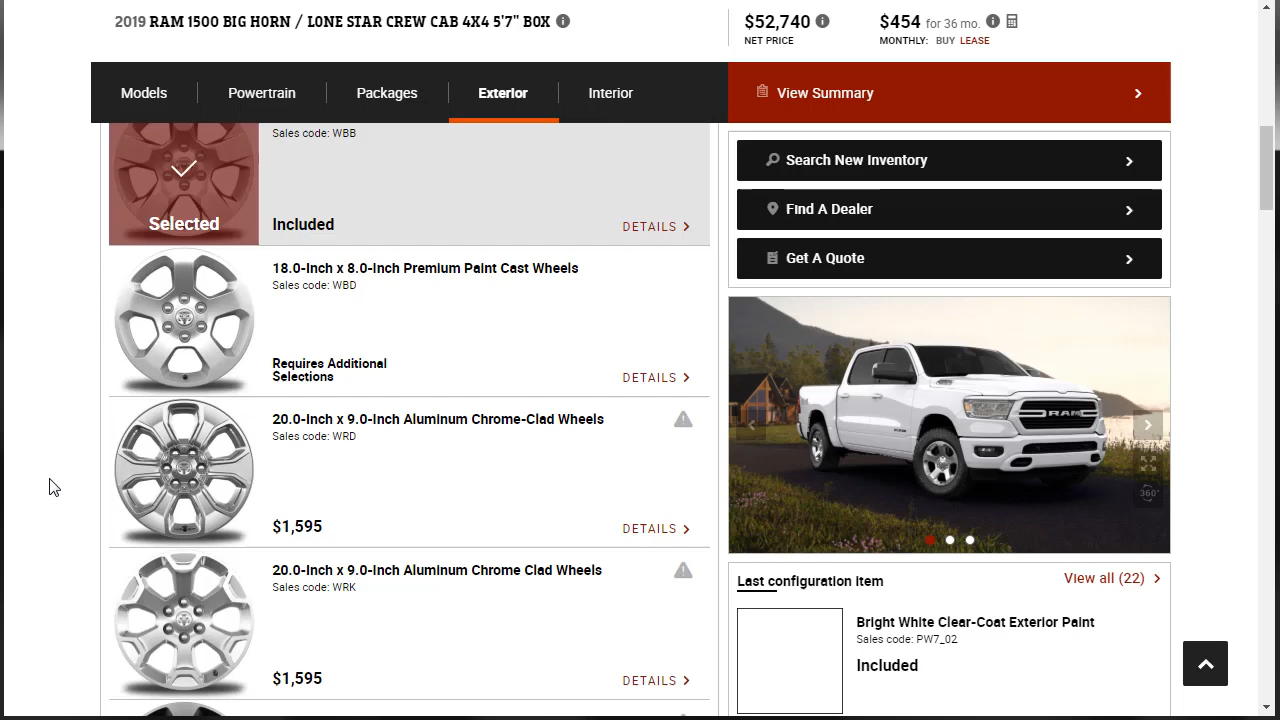 2019 RAM 1500 BIG HORN / LONE STAR CREW CAB 4X4 5'7" BOX
$52,740
NET PRICE
$454 for 36 mo.
MONTHLY: BUY LEASE
Models
Powertrain
Packages
Exterior
Interior
View Summary
Sales code: WBB
Selected
Included
DETAILS
18.0-Inch x 8.0-Inch Premium Paint Cast Wheels
Sales code: WBD
Requires Additional
Selections
DETAILS
20.0-Inch x 9.0-Inch Aluminum Chrome-Clad Wheels
Sales code: WRD
$1,595
DETAILS
20.0-Inch x 9.0-Inch Aluminum Chrome Clad Wheels
Sales code: WRK
$1,595
DETAILS
Search New Inventory
Find A Dealer
Get A Quote
RAM
360°
Last configuration item
View all (22)
Bright White Clear-Coat Exterior Paint
Sales code: PW7_02
Included